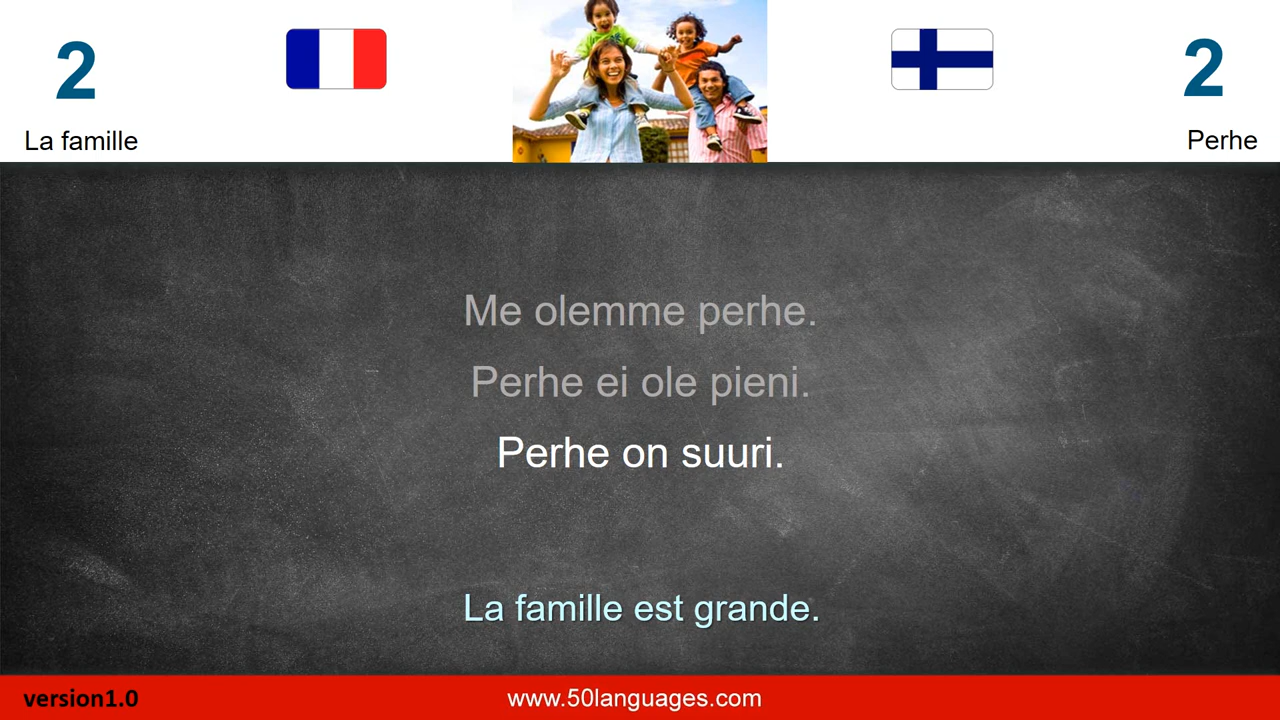 2
2
La famille
Perhe
Me olemme perhe.
Perhe ei ole pieni.
Perhe on suuri.
La famille est grande.
version1.0
www.50languages.com